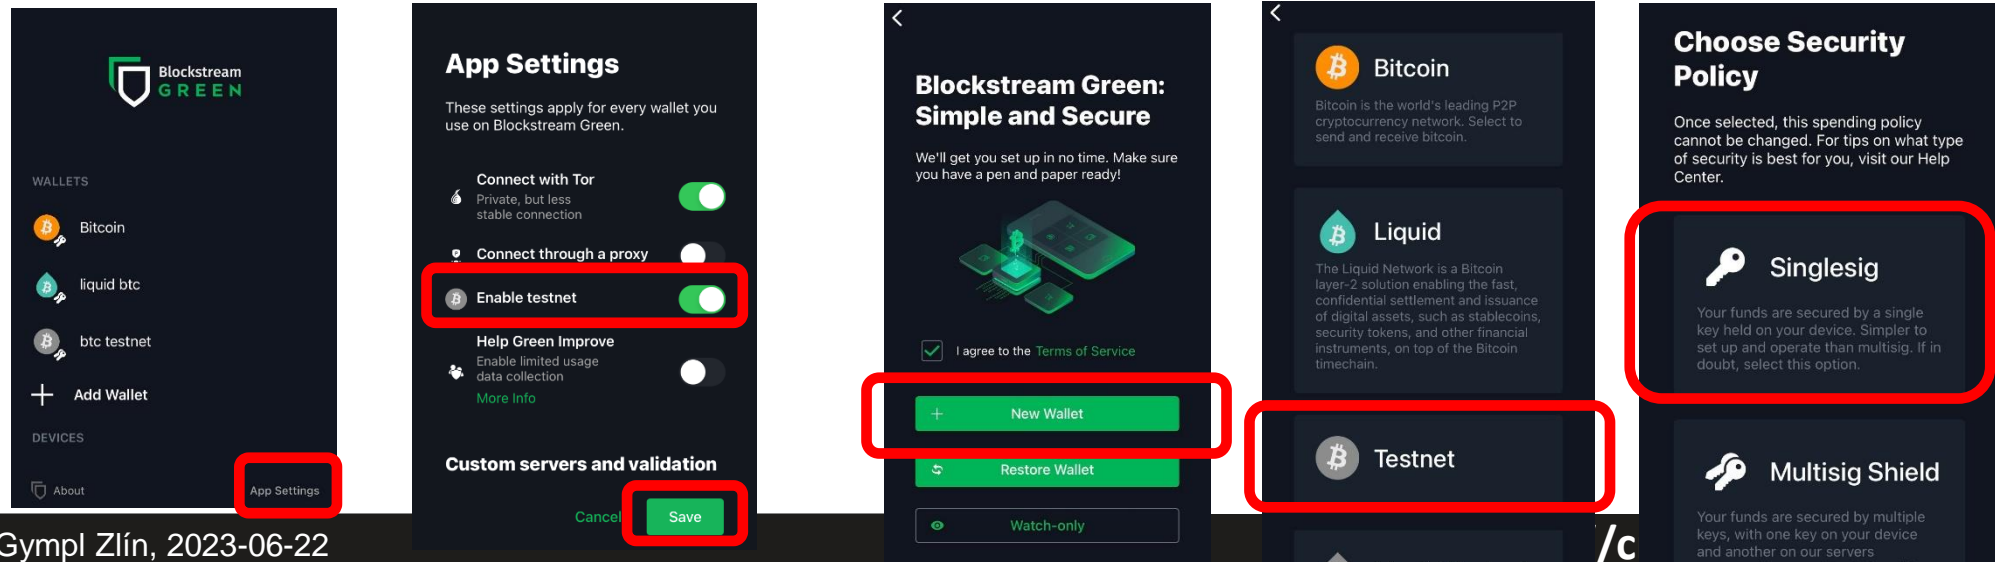 Blockstream
GREEN
WALLETS
Bitcoin
liquid btc
btc testnet
Add Wallet
DEVICES
About
App Settings
App Settings
These settings apply for every wallet you
use on Blockstream Green.
Connect with Tor
Private, but less
stable connection
Connect through a proxy
Enable testnet
Help Green Improve
Enable limited usage
data collection
More Info
Custom servers and validation
Cancel
Save
Blockstream Green:
Simple and Secure
We'll get you set up in no time. Make sure
you have a pen and paper ready!
I agree to the Terms of Service
New Wallet
Restore Wallet
Watch-only
Bitcoin
Bitcoin is the world's leading P2P
cryptocurrency network. Select to
send and receive bitcoin.
Liquid
The Liquid Network is a Bitcoin
layer-2 solution enabling the fast,
confidential settlement and issuance
of digital assets, such as stablecoins,
security tokens, and other financial
instruments, on top of the Bitcoin
timechain.
Testnet
Choose Security
Policy
Once selected, this spending policy
cannot be changed. For tips on what type
of security is best for you, visit our Help
Center.
Singlesig
Your funds are secured by a single
key held on your device. Simpler to
set up and operate than multisig. If in
doubt, select this option.
Multisig Shield
Your funds are secured by multiple
keys, with one key on your device
and another on our servers
Gympl Zlín, 2023-06-22
/c